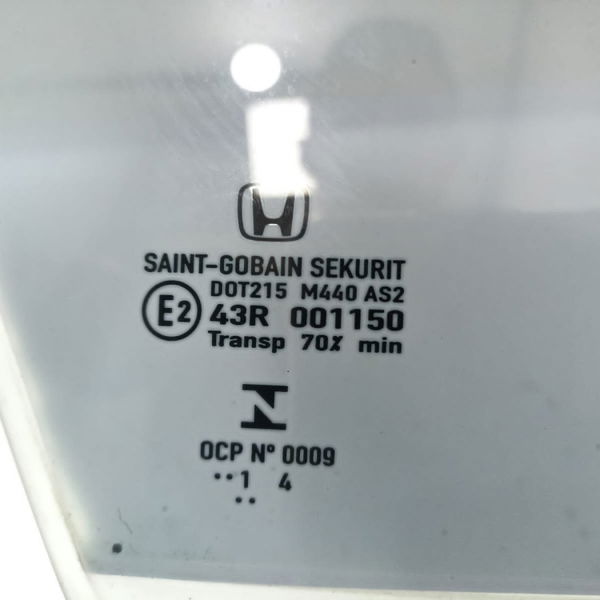 SAINT-GOBAIN SEKURIT
DOT215 M440 AS2
E2 43R 001150
Transp 70% min
OCP Nº 0009
··1 4
··